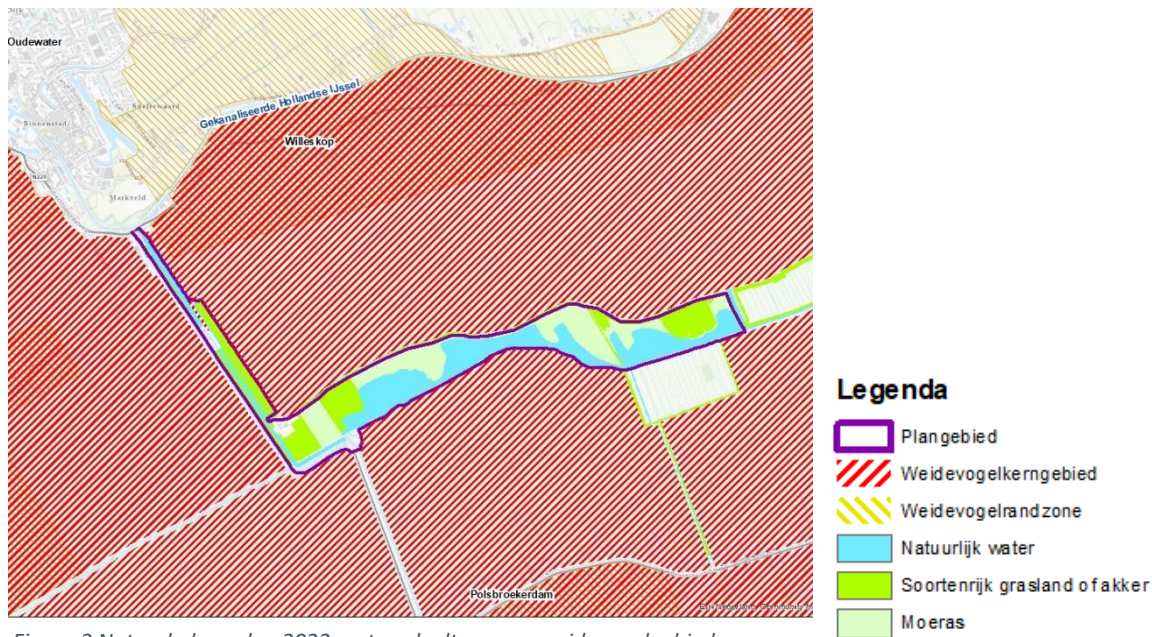 Oudewater
Snelrewaard
Gekanaliseerde Hollandse IJssel
Binnenstad
Willeskop
N228
Markveld
Legenda
Plangebied
Weidevogelkerngebied
Weidevogelrandzone
Natuurlijk water
Soortenrijk grasland of akker
Moeras
Polsbroekerdam